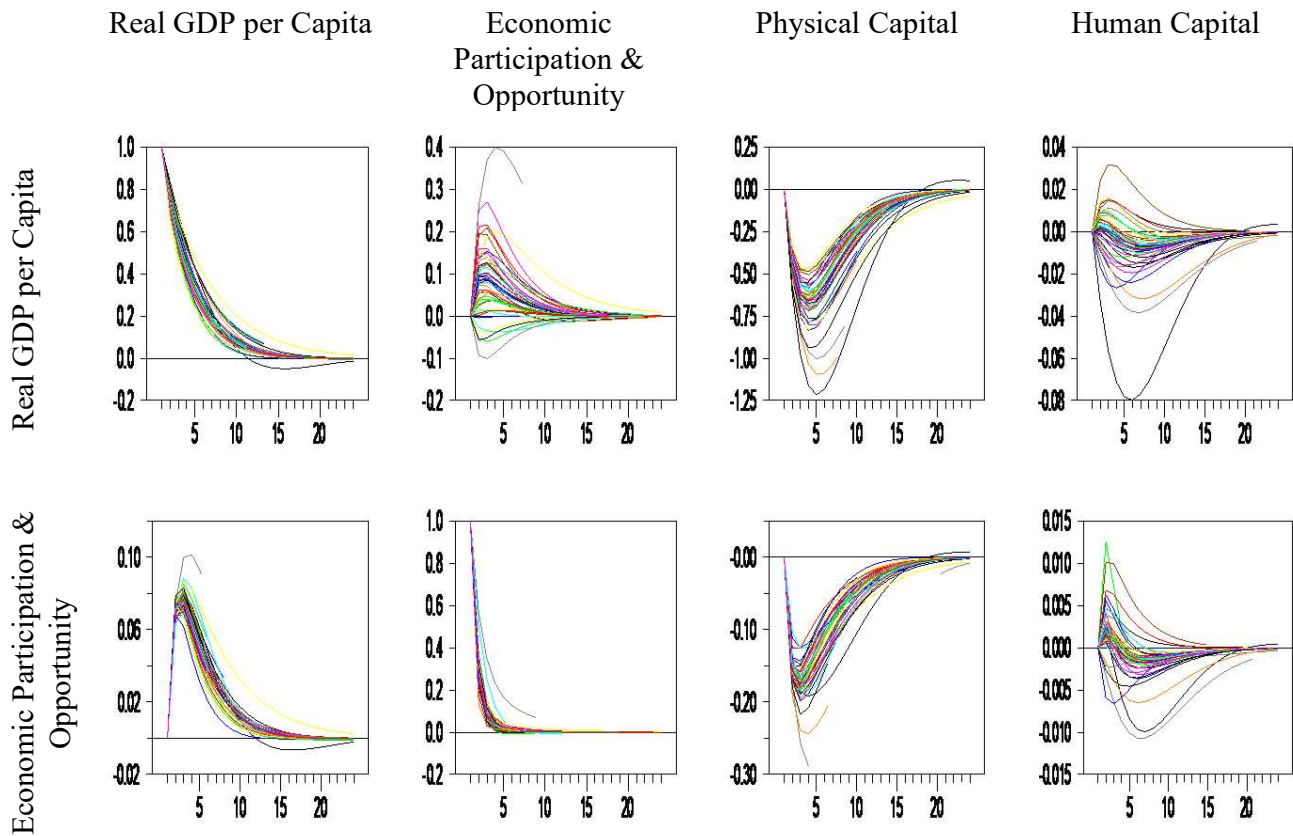 Real GDP per Capita
Economic
Participation &
Opportunity
Physical Capital
Human Capital
Real GDP per Capita
1.0
0.8
0.6
0.4
0.2
0.0
-0.2
5 10 15 20
0.4
0.3
0.2
0.1
0.0
-0.1
-0.2
5 10 15 20
0.25
0.00
-0.25
-0.50
-0.75
-1.00
-1.25
5 10 15 20
0.04
0.02
0.00
-0.02
-0.04
-0.06
-0.08
5 10 15 20
Economic Participation &
Opportunity
0.10
0.06
0.02
-0.02
5 10 15 20
1.0
0.8
0.6
0.4
0.2
0.0
-0.2
5 10 15 20
-0.00
-0.10
-0.20
-0.30
5 10 15 20
0.015
0.010
0.005
0.000
-0.005
-0.010
-0.015
5 10 15 20